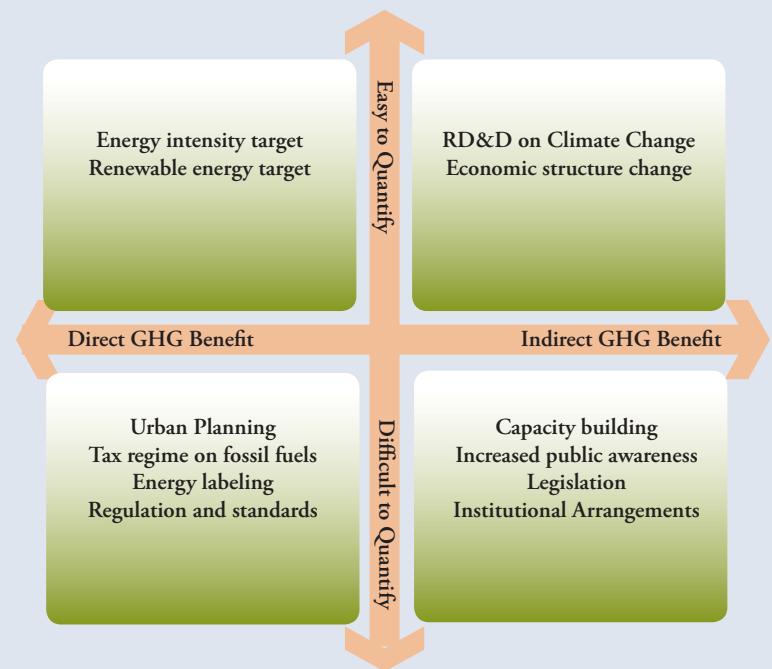 Easy to Quantify
Energy intensity target
Renewable energy target
RD&D on Climate Change
Economic structure change
Direct GHG Benefit
Indirect GHG Benefit
Difficult to Quantify
Urban Planning
Tax regime on fossil fuels
Energy labeling
Regulation and standards
Capacity building
Increased public awareness
Legislation
Institutional Arrangements